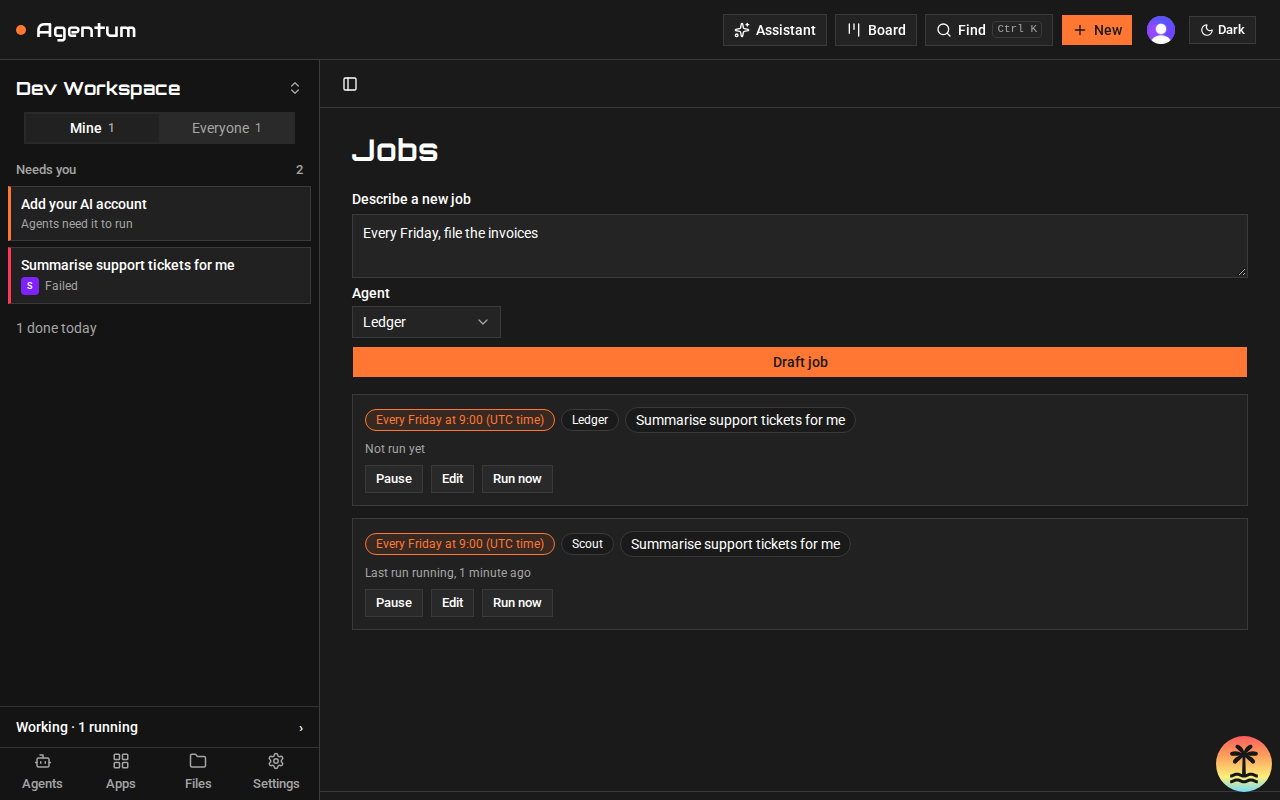 Agentum
Assistant
Board
Find Ctrl K
New
Dark
Dev Workspace
Mine 1
Everyone 1
Needs you 2
Add your AI account
Agents need it to run
Summarise support tickets for me
S Failed
1 done today
Working · 1 running ›
Agents
Apps
Files
Settings
Jobs
Describe a new job
Every Friday, file the invoices
Agent
Ledger
Draft job
Every Friday at 9:00 (UTC time) Ledger Summarise support tickets for me
Not run yet
Pause Edit Run now
Every Friday at 9:00 (UTC time) Scout Summarise support tickets for me
Last run running, 1 minute ago
Pause Edit Run now